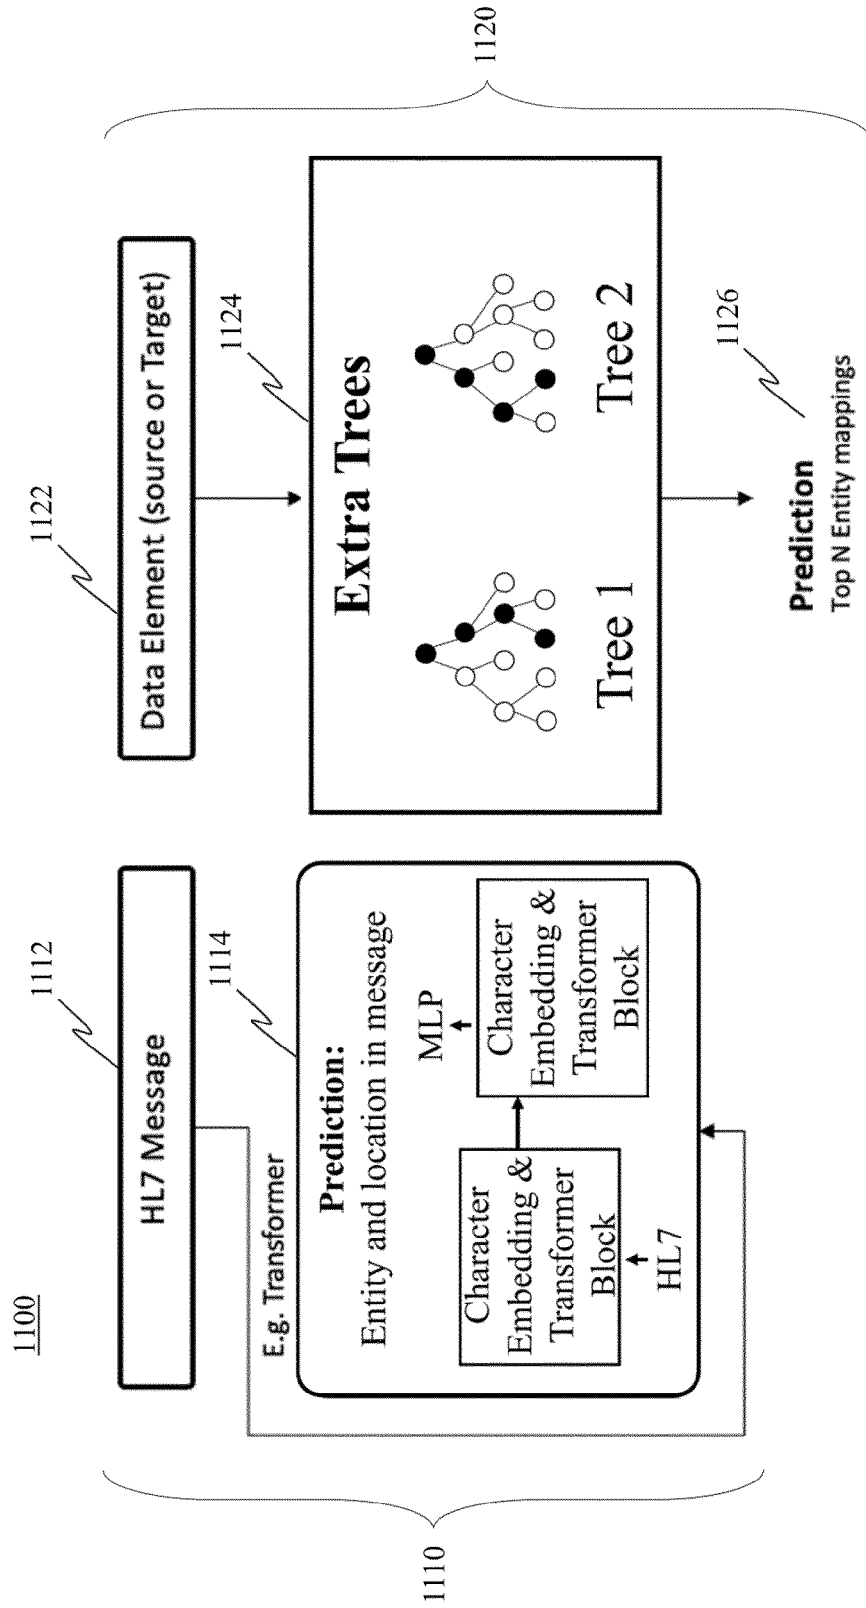 1100
1110
1112
HL7 Message
E.g. Transformer
1114
Prediction:
Entity and location in message
MLP
Character
Embedding &
Transformer
Block
Character
Embedding &
Transformer
Block
HL7
1120
1122
Data Element (source or Target)
1124
Extra Trees
Tree 1
Tree 2
1126
Prediction
Top N Entity mappings